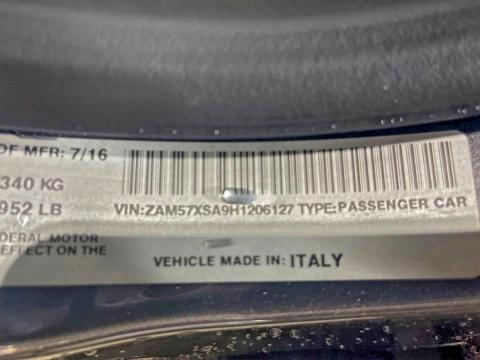 OF MFR: 7/16
340 KG
952 LB
VIN:ZAM57XSA9H1206127 TYPE:PASSENGER CAR
DERAL MOTOR
EFFECT ON THE
VEHICLE MADE IN: ITALY